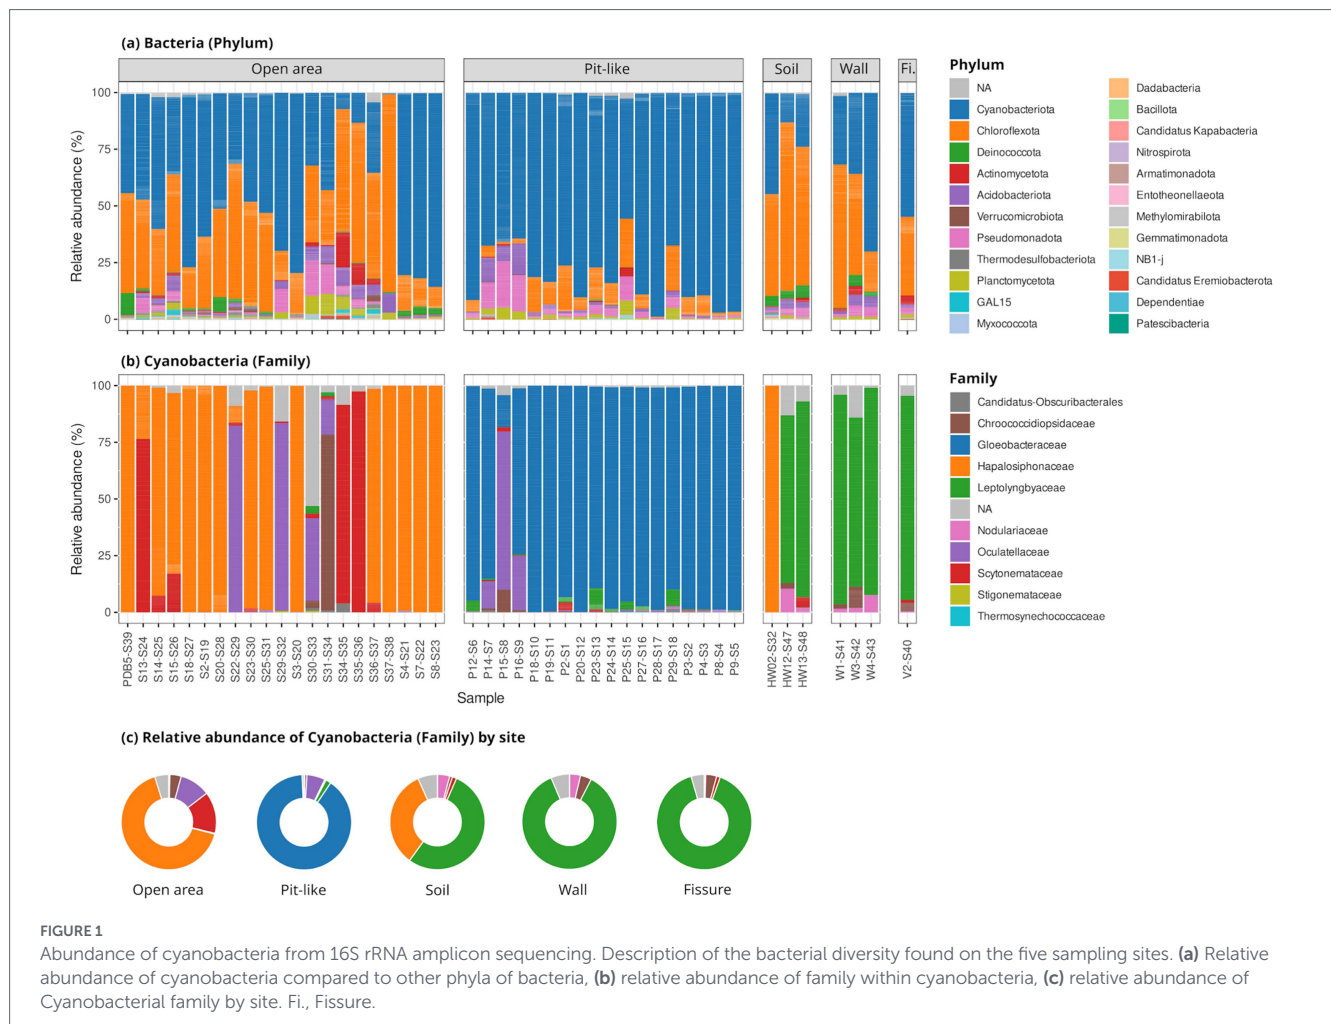 (a) Bacteria (Phylum)
Open area
Pit-like
Soil
Wall
Fi.
Relative abundance (%)
100
75
50
25
0
Phylum
NA
Cyanobacteriota
Chloroflexota
Deinococcota
Actinomycetota
Acidobacteriota
Verrucomicrobiota
Pseudomonadota
Thermodesulfobacteriota
Planctomycetota
GAL15
Myxococcota
Dadabacteria
Bacillota
Candidatus Kapabacteria
Nitrospirota
Armatimonadota
Entotheonellaeota
Methylomirabilota
Gemmatimonadota
NB1-j
Candidatus Eremiobacterota
Dependentiae
Patescibacteria
(b) Cyanobacteria (Family)
Relative abundance (%)
100
75
50
25
0
PDB5-S39
S13-S24
S14-S25
S15-S26
S18-S27
S2-S19
S20-S28
S22-S29
S23-S30
S25-S31
S29-S32
S3-S20
S30-S33
S31-S34
S34-S35
S35-S36
S36-S37
S37-S38
S4-S21
S7-S22
S8-S23
P12-S6
P14-S7
P15-S8
P16-S9
P18-S10
P19-S11
P2-S1
P20-S12
P23-S13
P24-S14
P25-S15
P27-S16
P28-S17
P29-S18
P3-S2
P4-S3
P8-S4
P9-S5
HW02-S32
HW12-S47
HW13-S48
W1-S41
W3-S42
W4-S43
V2-S40
Sample
Family
Candidatus-Obscuribacterales
Chroococcidiopsidaceae
Gloeobacteraceae
Hapalosiphonaceae
Leptolyngbyaceae
NA
Nodulariaceae
Oculatellaceae
Scytonemataceae
Stigonemataceae
Thermosynechococcaceae
(c) Relative abundance of Cyanobacteria (Family) by site
Open area
Pit-like
Soil
Wall
Fissure
FIGURE 1
Abundance of cyanobacteria from 16S rRNA amplicon sequencing. Description of the bacterial diversity found on the five sampling sites. (a) Relative
abundance of cyanobacteria compared to other phyla of bacteria, (b) relative abundance of family within cyanobacteria, (c) relative abundance of
Cyanobacterial family by site. Fi., Fissure.